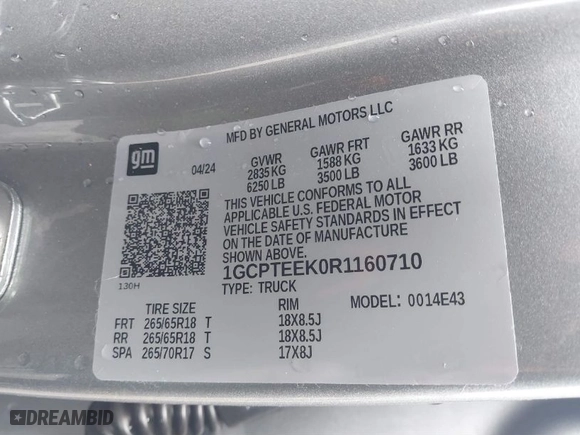 MFD BY GENERAL MOTORS LLC
gm
04/24
GVWR GAWR FRT GAWR RR
2835 KG 1588 KG 1633 KG
6250 LB 3500 LB 3600 LB
THIS VEHICLE CONFORMS TO ALL
APPLICABLE U.S. FEDERAL MOTOR
VEHICLE SAFETY STANDARDS IN EFFECT
ON THE DATE OF MANUFACTURE
SHOWN ABOVE.
130H
1GCPTEEK0R1160710
TYPE: TRUCK
MODEL: 0014E43
TIRE SIZE RIM
FRT 265/65R18 T 18X8.5J
RR 265/65R18 T 18X8.5J
SPA 265/70R17 S 17X8J
DREAMBID